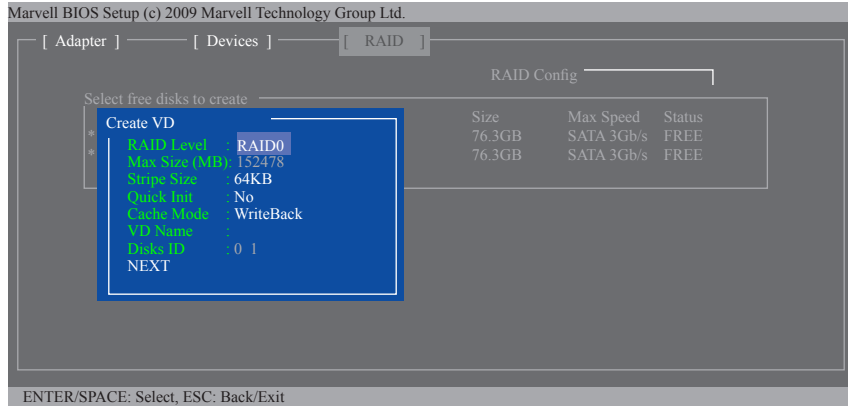 Marvell BIOS Setup (c) 2009 Marvell Technology Group Ltd.
[ Adapter ] [ Devices ] [ RAID ]
RAID Config
Select free disks to create
Size Max Speed Status
* 76.3GB SATA 3Gb/s FREE
* 76.3GB SATA 3Gb/s FREE
Create VD
RAID Level : RAID0
Max Size (MB): 152478
Stripe Size : 64KB
Quick Init : No
Cache Mode : WriteBack
VD Name :
Disks ID : 0 1
NEXT
ENTER/SPACE: Select, ESC: Back/Exit